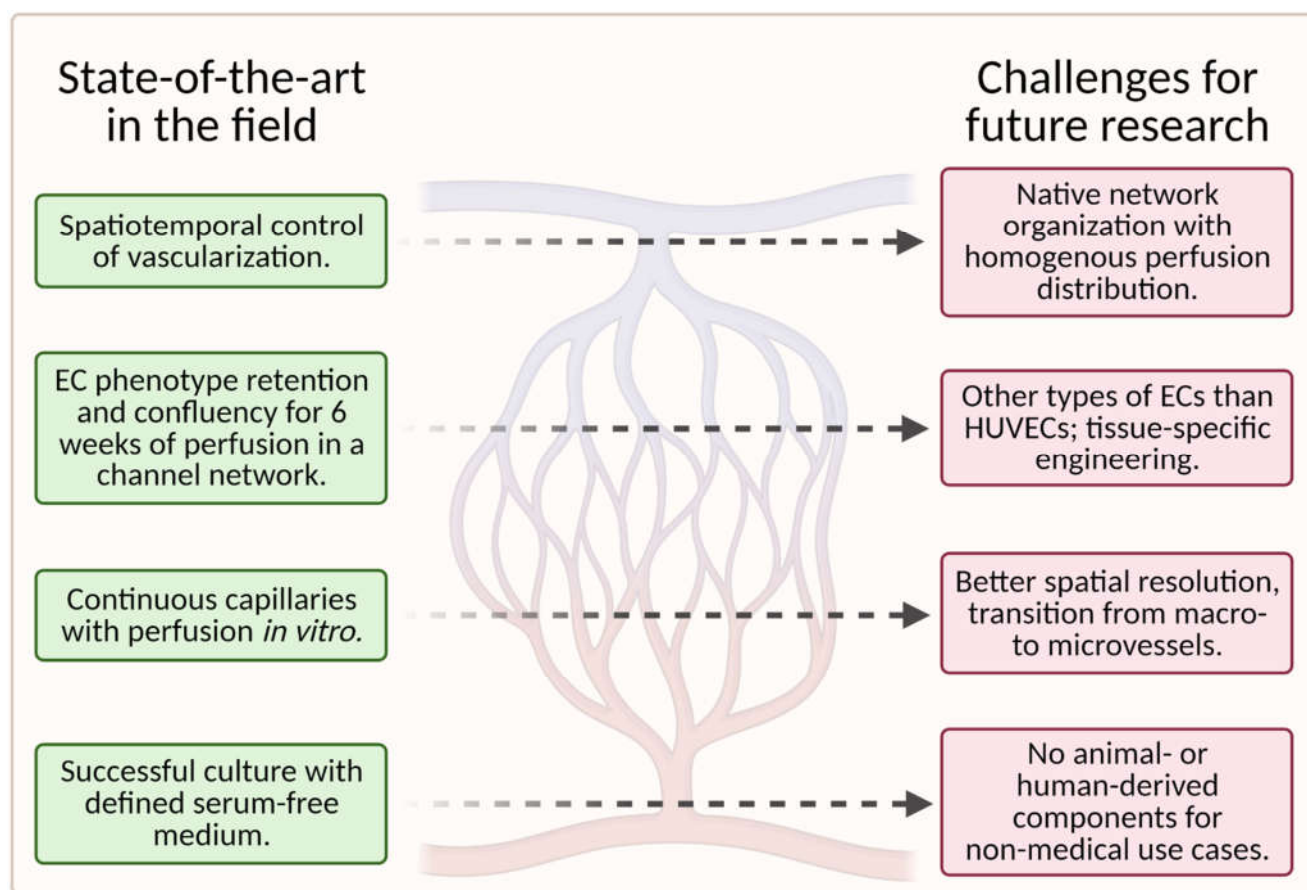 State-of-the-art
in the field
Spatiotemporal control
of vascularization.
EC phenotype retention
and confluency for 6
weeks of perfusion in a
channel network.
Continuous capillaries
with perfusion in vitro.
Successful culture with
defined serum-free
medium.
Challenges for
future research
Native network
organization with
homogenous perfusion
distribution.
Other types of ECs than
HUVECs; tissue-specific
engineering.
Better spatial resolution,
transition from macro-
to microvessels.
No animal- or
human-derived
components for
non-medical use cases.